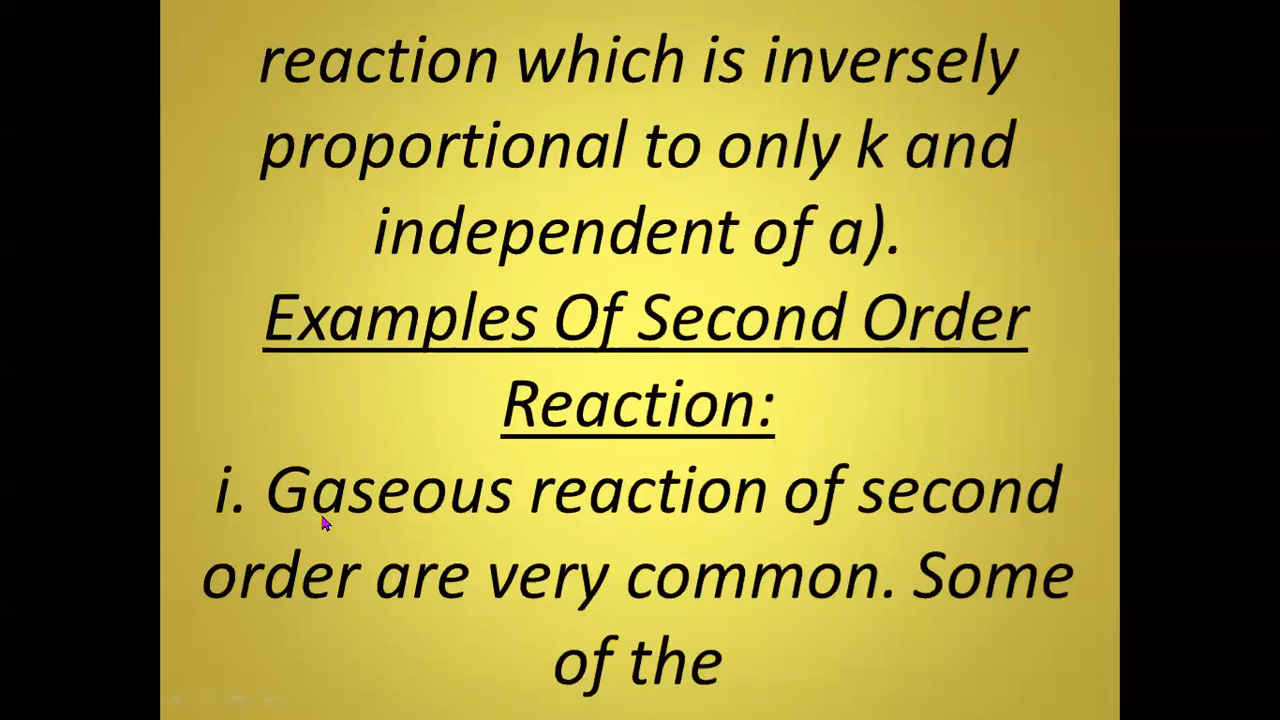 reaction which is inversely
proportional to only k and
independent of a).
Examples Of Second Order
Reaction:
i. Gaseous reaction of second
order are very common. Some
of the